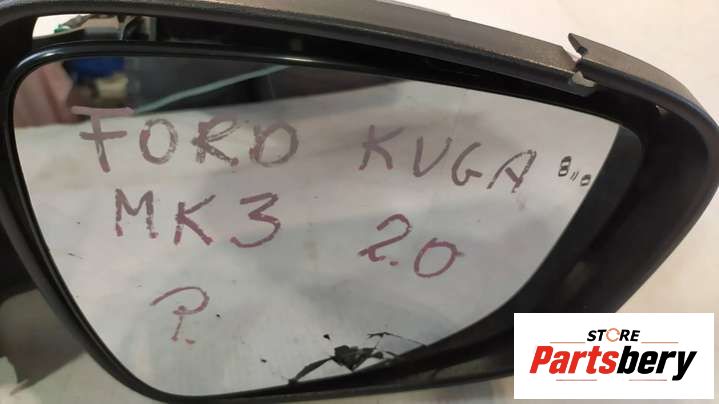 FORD KUGA
MK3 2.0
P.
STORE
Partsbery